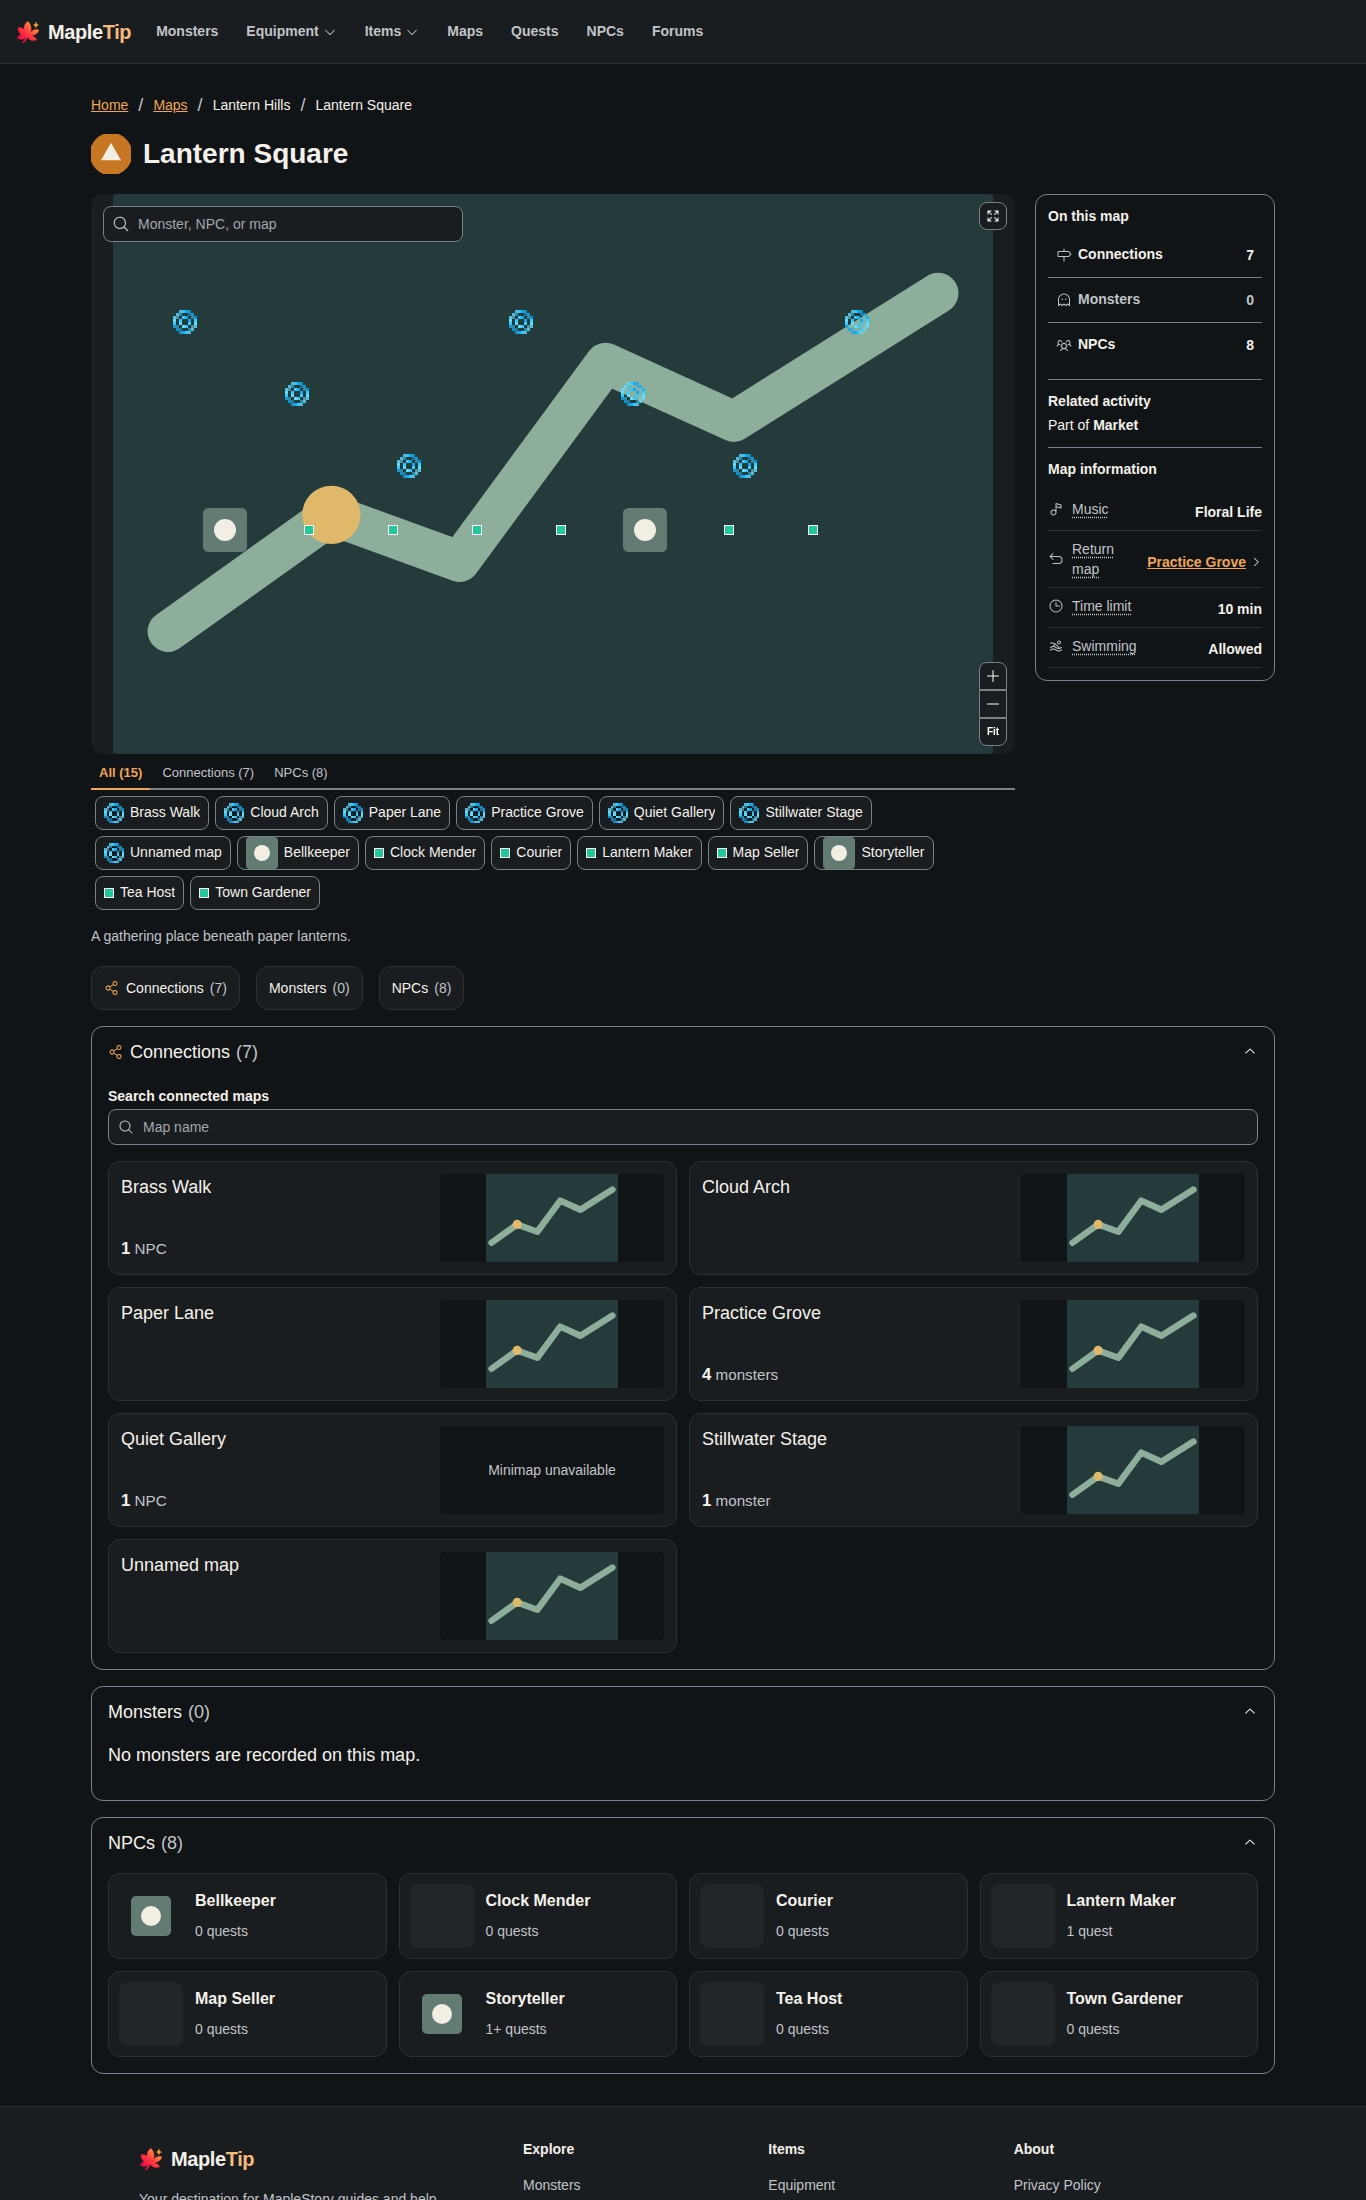 MapleTip
Monsters
Equipment
Items
Maps
Quests
NPCs
Forums
Home / Maps / Lantern Hills / Lantern Square
Lantern Square
Monster, NPC, or map
Fit
On this map
Connections 7
Monsters 0
NPCs 8
Related activity
Part of Market
Map information
Music Floral Life
Return map Practice Grove
Time limit 10 min
Swimming Allowed
All (15)
Connections (7)
NPCs (8)
Brass Walk
Cloud Arch
Paper Lane
Practice Grove
Quiet Gallery
Stillwater Stage
Unnamed map
Bellkeeper
Clock Mender
Courier
Lantern Maker
Map Seller
Storyteller
Tea Host
Town Gardener
A gathering place beneath paper lanterns.
Connections (7)
Monsters (0)
NPCs (8)
Connections (7)
Search connected maps
Map name
Brass Walk
1 NPC
Cloud Arch
Paper Lane
Practice Grove
4 monsters
Quiet Gallery
1 NPC
Minimap unavailable
Stillwater Stage
1 monster
Unnamed map
Monsters (0)
No monsters are recorded on this map.
NPCs (8)
Bellkeeper
0 quests
Clock Mender
0 quests
Courier
0 quests
Lantern Maker
1 quest
Map Seller
0 quests
Storyteller
1+ quests
Tea Host
0 quests
Town Gardener
0 quests
MapleTip
Your destination for MapleStory guides and help
Explore
Monsters
Items
Equipment
About
Privacy Policy